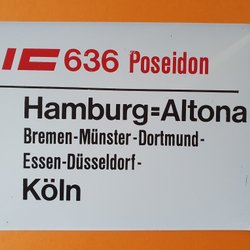 IC 636 Poseidon
Hamburg=Altona
Bremen-Münster-Dortmund-
Essen-Düsseldorf-
Köln